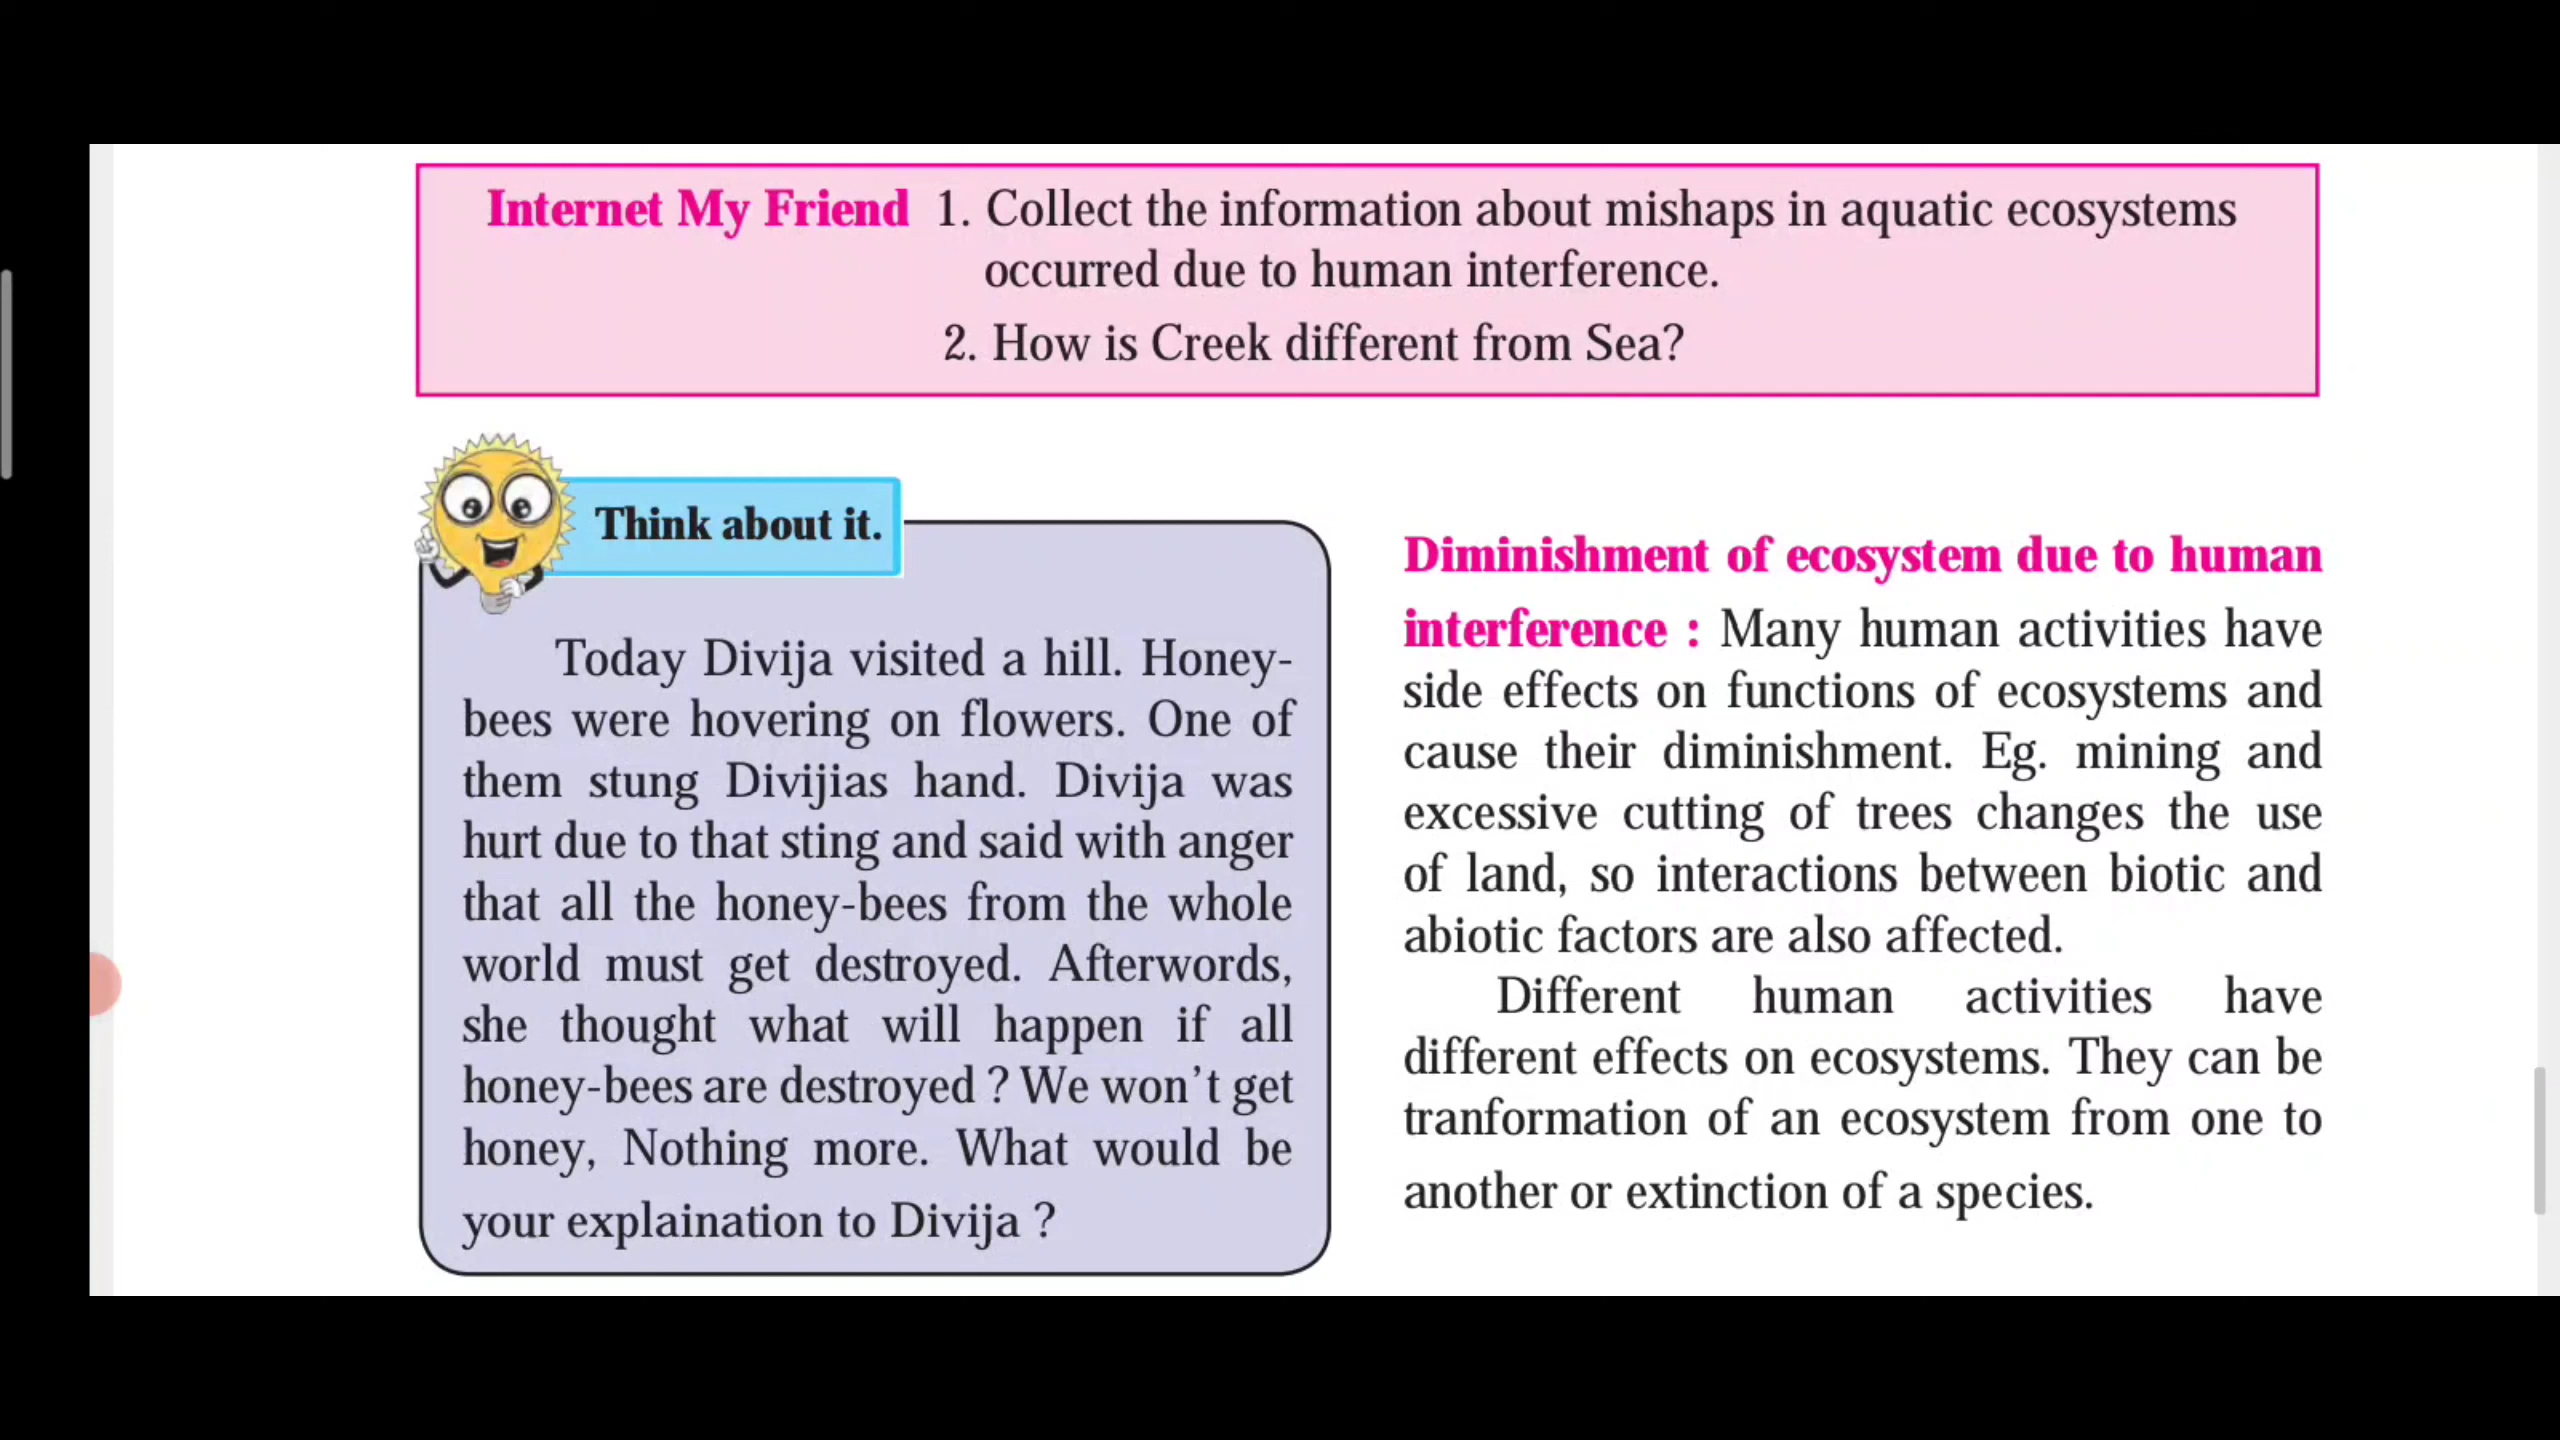 Internet My Friend 1. Collect the information about mishaps in aquatic ecosystems
occurred due to human interference.
2. How is Creek different from Sea?
Think about it.
Today Divija visited a hill. Honey-
bees were hovering on flowers. One of
them stung Divijias hand. Divija was
hurt due to that sting and said with anger
that all the honey-bees from the whole
world must get destroyed. Afterwords,
she thought what will happen if all
honey-bees are destroyed ? We won't get
honey, Nothing more. What would be
your explaination to Divija ?
Diminishment of ecosystem due to human
interference : Many human activities have
side effects on functions of ecosystems and
cause their diminishment. Eg. mining and
excessive cutting of trees changes the use
of land, so interactions between biotic and
abiotic factors are also affected.
Different human activities have
different effects on ecosystems. They can be
tranformation of an ecosystem from one to
another or extinction of a species.